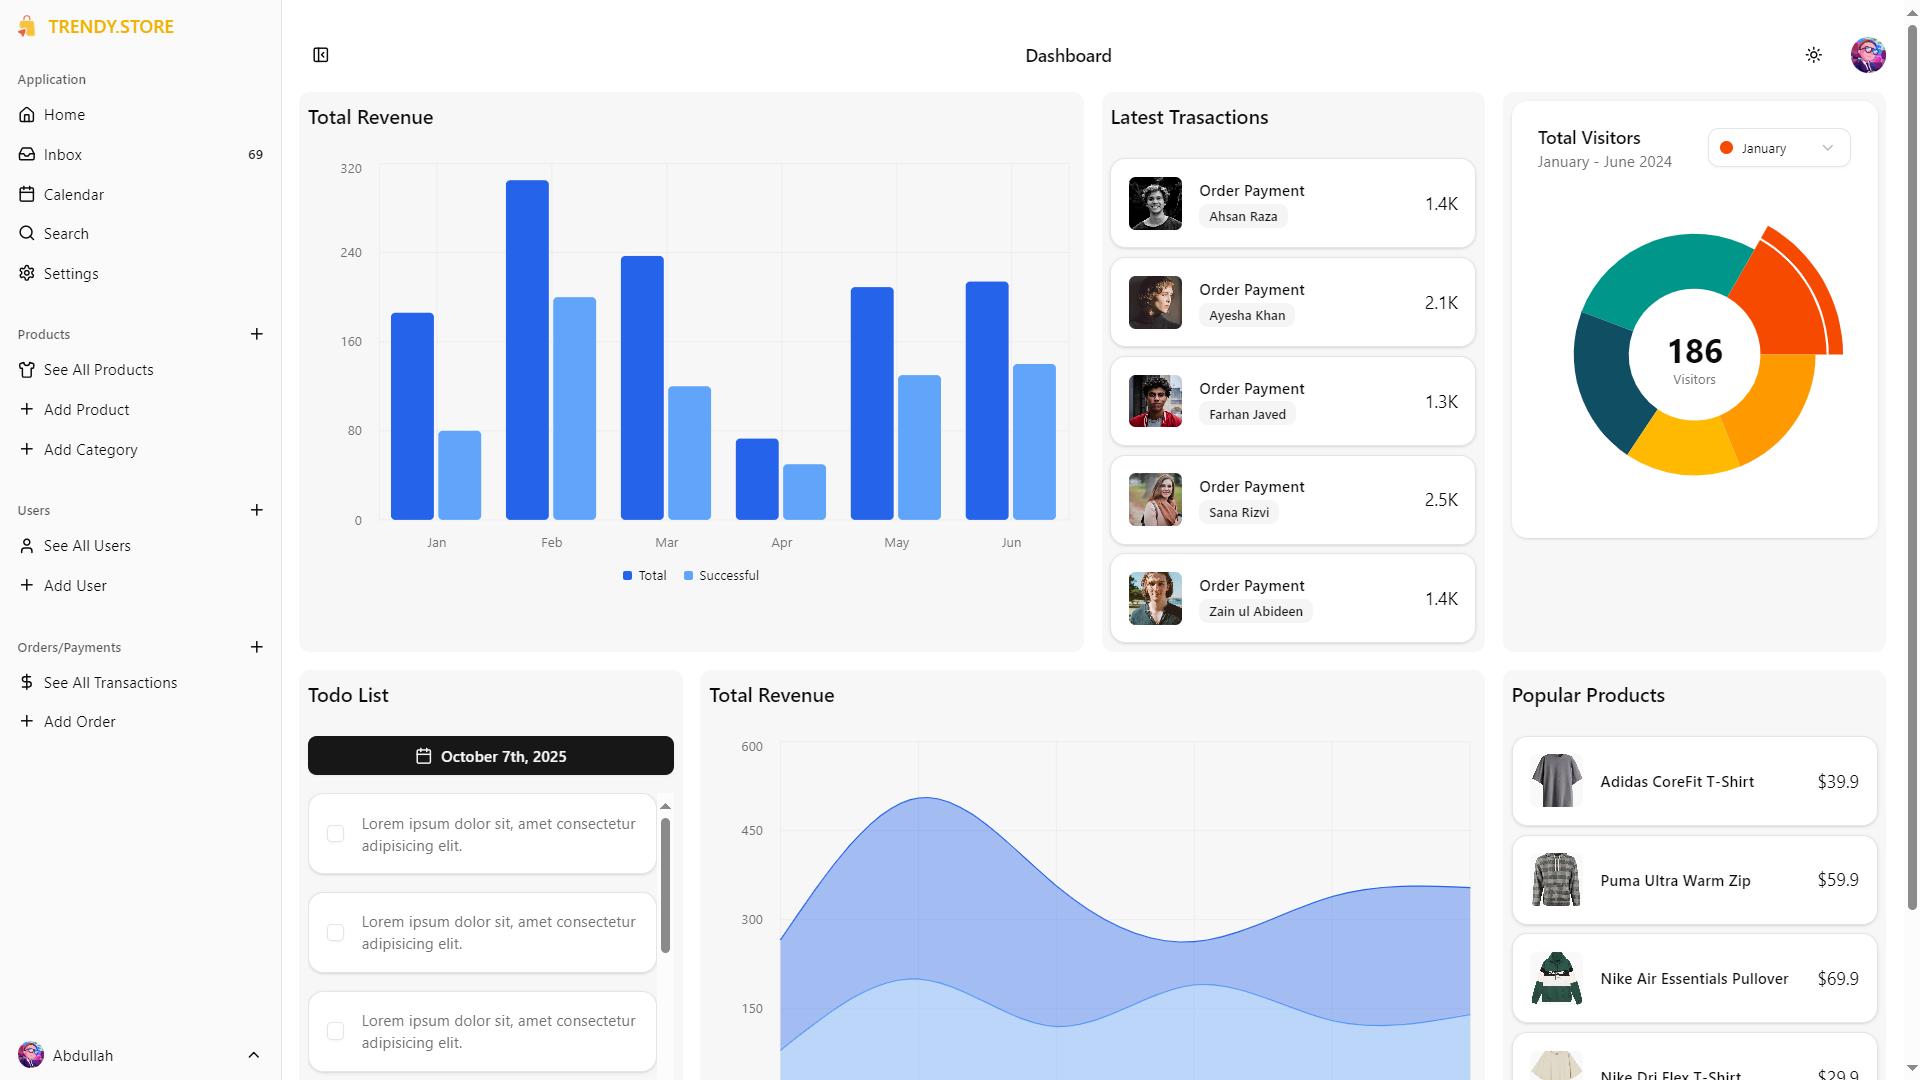 TRENDY.STORE
Application
Home
Inbox 69
Calendar
Search
Settings
Products
See All Products
Add Product
Add Category
Users
See All Users
Add User
Orders/Payments
See All Transactions
Add Order
Abdullah
Dashboard
Total Revenue
320
240
160
80
0
Jan Feb Mar Apr May Jun
Total Successful
Latest Trasactions
Order Payment
Ahsan Raza
1.4K
Order Payment
Ayesha Khan
2.1K
Order Payment
Farhan Javed
1.3K
Order Payment
Sana Rizvi
2.5K
Order Payment
Zain ul Abideen
1.4K
Total Visitors
January - June 2024
January
186
Visitors
Todo List
October 7th, 2025
Lorem ipsum dolor sit, amet consectetur
adipisicing elit.
Lorem ipsum dolor sit, amet consectetur
adipisicing elit.
Lorem ipsum dolor sit, amet consectetur
adipisicing elit.
Total Revenue
600
450
300
150
Popular Products
Adidas CoreFit T-Shirt $39.9
Puma Ultra Warm Zip $59.9
Nike Air Essentials Pullover $69.9
Nike Dri Flex T-Shirt $29.9